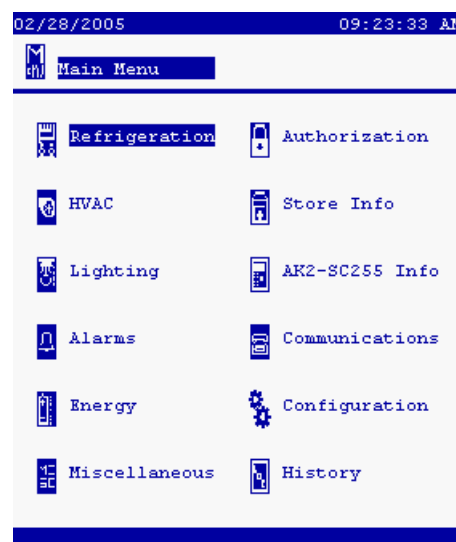 02/28/2005 09:23:33 AM
Main Menu
Refrigeration Authorization
HVAC Store Info
Lighting AK2-SC255 Info
Alarms Communications
Energy Configuration
Miscellaneous History